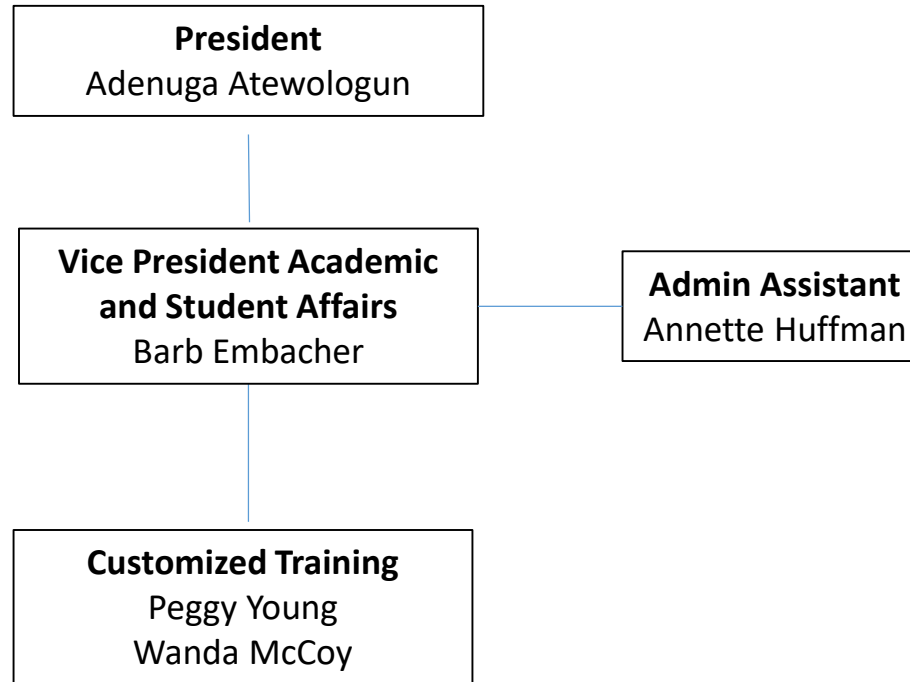 President
Adenuga Atewologun
Vice President Academic
and Student Affairs
Barb Embacher
Admin Assistant
Annette Huffman
Customized Training
Peggy Young
Wanda McCoy